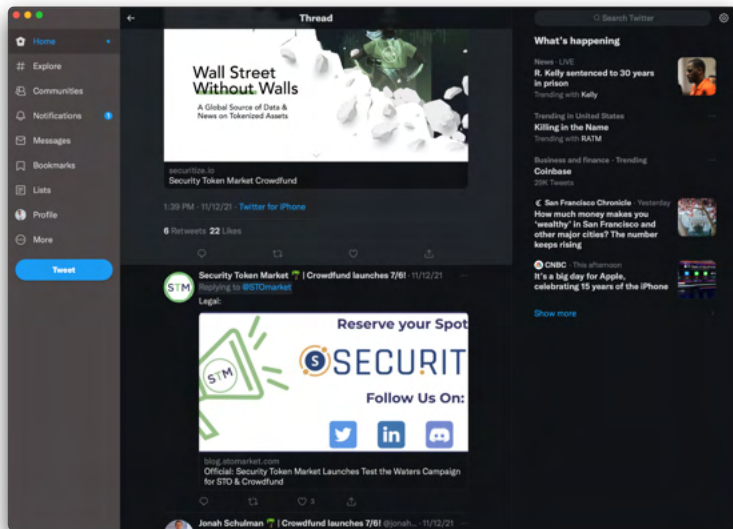 Thread
Search Twitter
Home
Explore
Communities
Notifications
1
Messages
Bookmarks
Lists
Profile
More
Tweet
Wall Street
Without Walls
A Global Source of Data &
News on Tokenized Assets
securitize.io
Security Token Market Crowdfund
1:39 PM · 11/12/21 · Twitter for iPhone
6 Retweets 22 Likes
Security Token Market 🌴 | Crowdfund launches 7/6! · 11/12/21
Replying to @STOmarket
Legal:
STM
Reserve your Spot
STM
S SECURIT
Follow Us On:
in
blog.stomarket.com
Official: Security Token Market Launches Test the Waters Campaign
for STO & Crowdfund
3
Jonah Schulman 🌴 | Crowdfund launches 7/6! @jonah... · 11/12/21
What's happening
News · LIVE
R. Kelly sentenced to 30 years
in prison
Trending with Kelly
Trending in United States
Killing in the Name
Trending with RATM
Business and finance · Trending
Coinbase
29K Tweets
San Francisco Chronicle · Yesterday
How much money makes you
'wealthy' in San Francisco and
other major cities? The number
keeps rising
CNBC · This afternoon
It's a big day for Apple,
celebrating 15 years of the iPhone
Show more